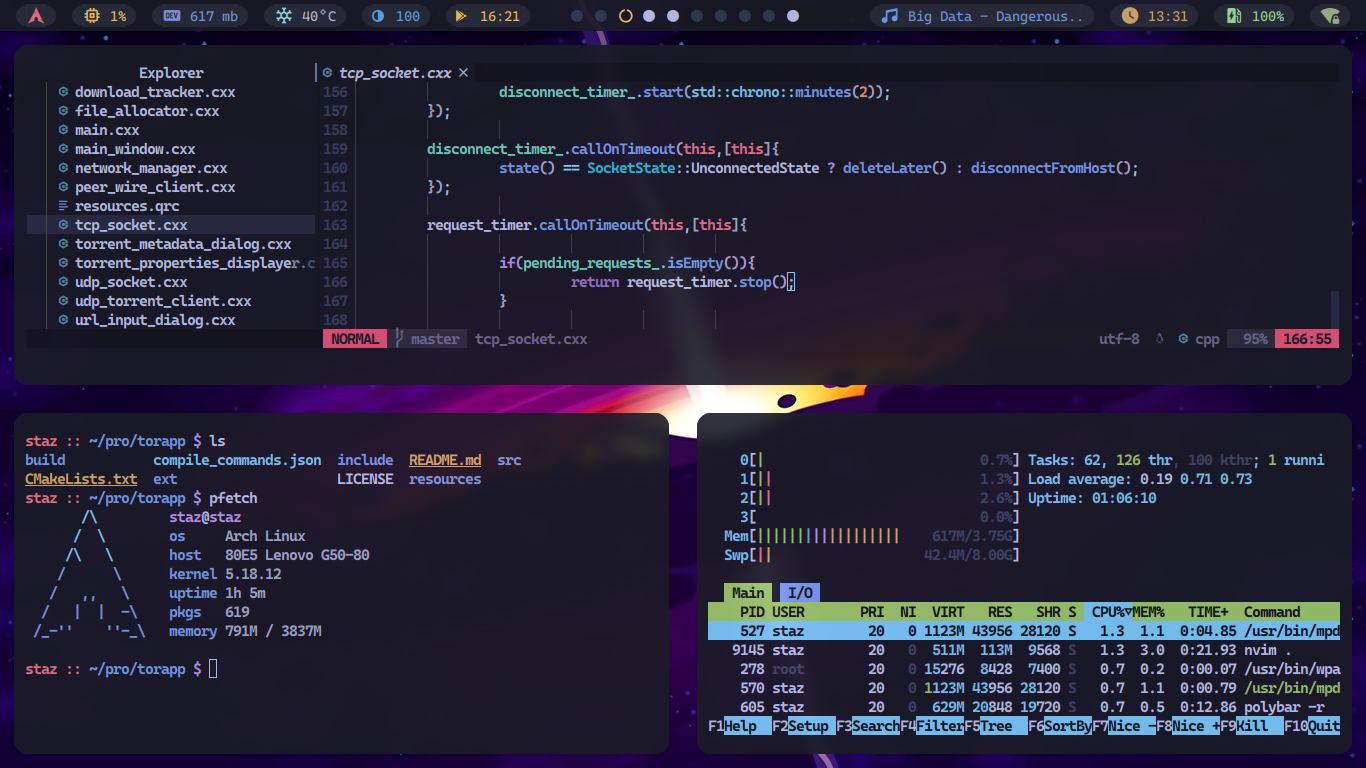 1% DEV 617 mb 40°C 100 16:21 Big Data - Dangerous.. 13:31 100%
Explorer
download_tracker.cxx
file_allocator.cxx
main.cxx
main_window.cxx
network_manager.cxx
peer_wire_client.cxx
resources.qrc
tcp_socket.cxx
torrent_metadata_dialog.cxx
torrent_properties_displayer.c
udp_socket.cxx
udp_torrent_client.cxx
url_input_dialog.cxx
tcp_socket.cxx ×
156 disconnect_timer_.start(std::chrono::minutes(2));
157 });
158
159 disconnect_timer_.callOnTimeout(this,[this]{
160 state() == SocketState::UnconnectedState ? deleteLater() : disconnectFromHost();
161 });
162
163 request_timer.callOnTimeout(this,[this]{
164
165 if(pending_requests_.isEmpty()){
166 return request_timer.stop();
167 }
168
NORMAL master tcp_socket.cxx utf-8 cpp 95% 166:55
staz :: ~/pro/torapp $ ls
build compile_commands.json include README.md src
CMakeLists.txt ext LICENSE resources
staz :: ~/pro/torapp $ pfetch
/\ staz@staz
/ \ os Arch Linux
/\ \ host 80E5 Lenovo G50-80
/ \ kernel 5.18.12
/ ,, \ uptime 1h 5m
/ | | -\ pkgs 619
/_-'' ''-_\ memory 791M / 3837M
staz :: ~/pro/torapp $
0[| 0.7%] Tasks: 62, 126 thr, 100 kthr; 1 runni
1[|| 1.3%] Load average: 0.19 0.71 0.73
2[|| 2.6%] Uptime: 01:06:10
3[ 0.0%]
Mem[|||||||||||||||||| 617M/3.75G]
Swp[|| 42.4M/8.00G]
Main I/O
PID USER PRI NI VIRT RES SHR S CPU%▽MEM% TIME+ Command
527 staz 20 0 1123M 43956 28120 S 1.3 1.1 0:04.85 /usr/bin/mpd
9145 staz 20 0 511M 113M 9568 S 1.3 3.0 0:21.93 nvim .
278 root 20 0 15276 8428 7400 S 0.7 0.2 0:00.07 /usr/bin/wpa
570 staz 20 0 1123M 43956 28120 S 0.7 1.1 0:00.79 /usr/bin/mpd
605 staz 20 0 629M 20848 19720 S 0.7 0.5 0:12.86 polybar -r
F1Help F2Setup F3SearchF4FilterF5Tree F6SortByF7Nice -F8Nice +F9Kill F10Quit